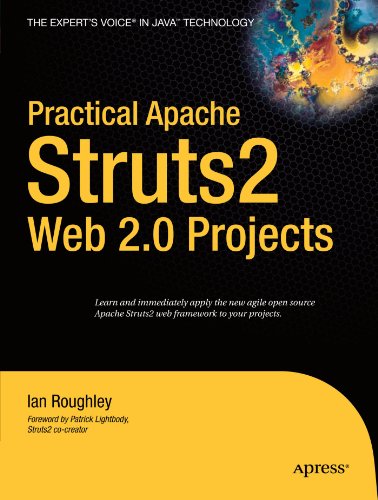 THE EXPERT'S VOICE® IN JAVA™ TECHNOLOGY
Practical Apache
Struts2
Web 2.0 Projects
Learn and immediately apply the new agile open source
Apache Struts2 web framework to your projects.
Ian Roughley
Foreword by Patrick Lightbody,
Struts2 co-creator
Apress®